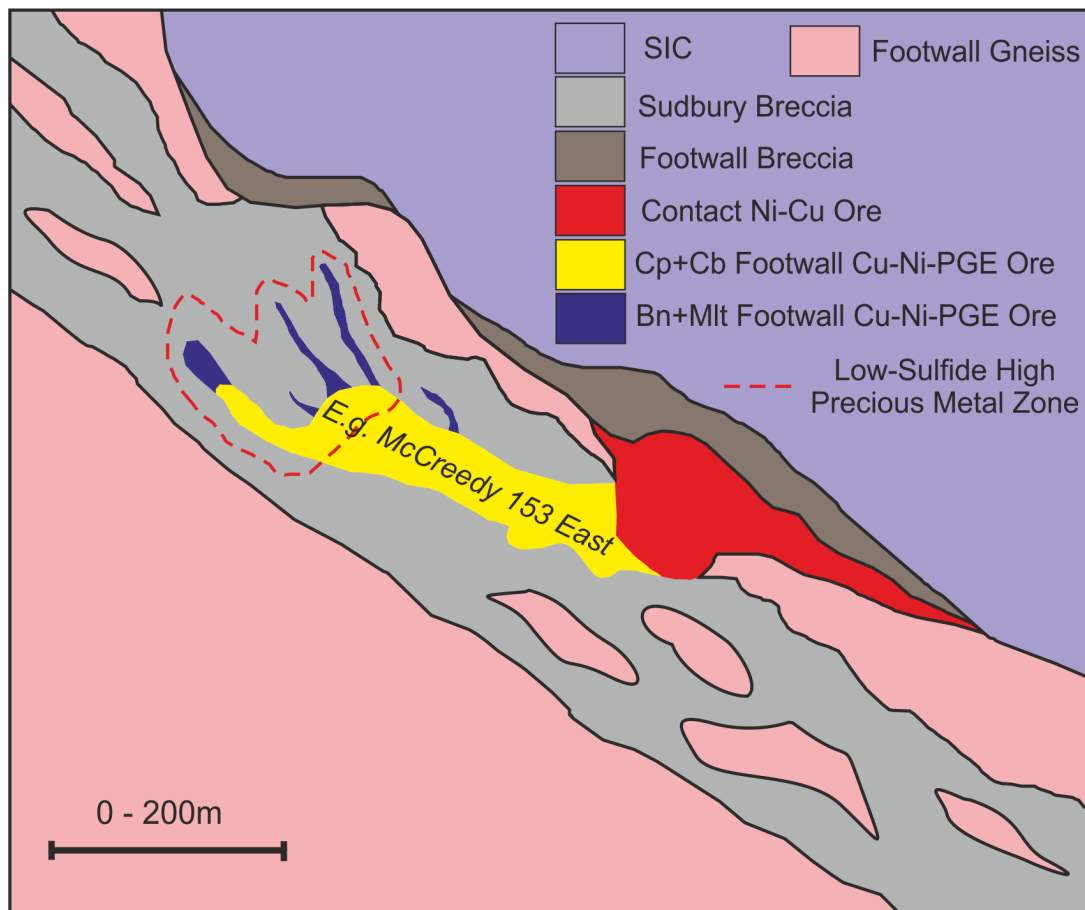 SIC
Footwall Gneiss
Sudbury Breccia
Footwall Breccia
Contact Ni-Cu Ore
Cp+Cb Footwall Cu-Ni-PGE Ore
Bn+Mlt Footwall Cu-Ni-PGE Ore
Low-Sulfide High
Precious Metal Zone
E.g. McCreedy 153 East
0 - 200m